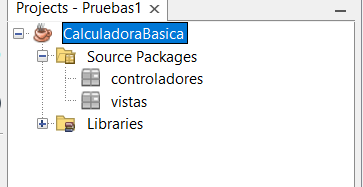 Projects - Pruebas1
CalculadoraBasica
Source Packages
controladores
vistas
Libraries